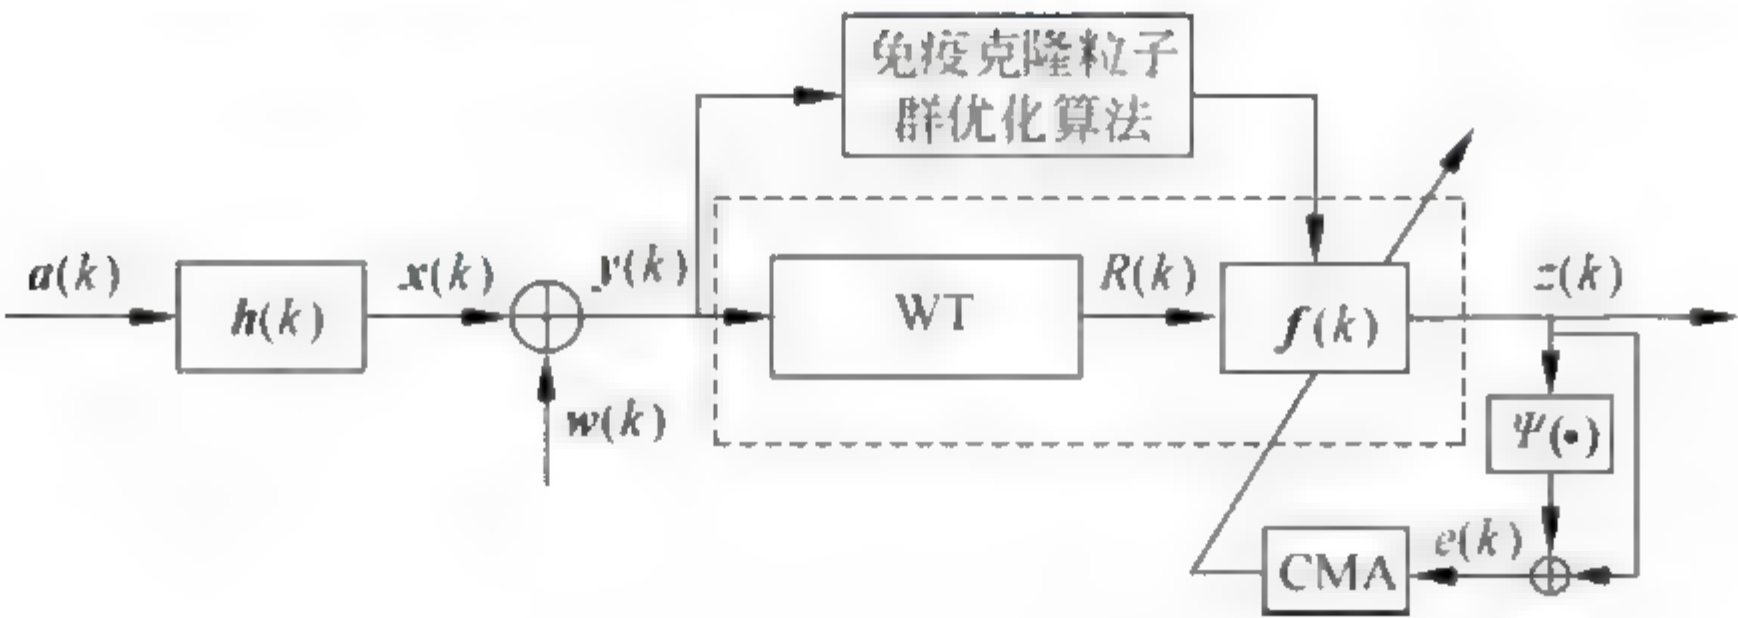 免疫克隆粒子
群优化算法
a(k)
h(k)
x(k)
y(k)
w(k)
WT
R(k)
f(k)
z(k)
Ψ(•)
e(k)
CMA